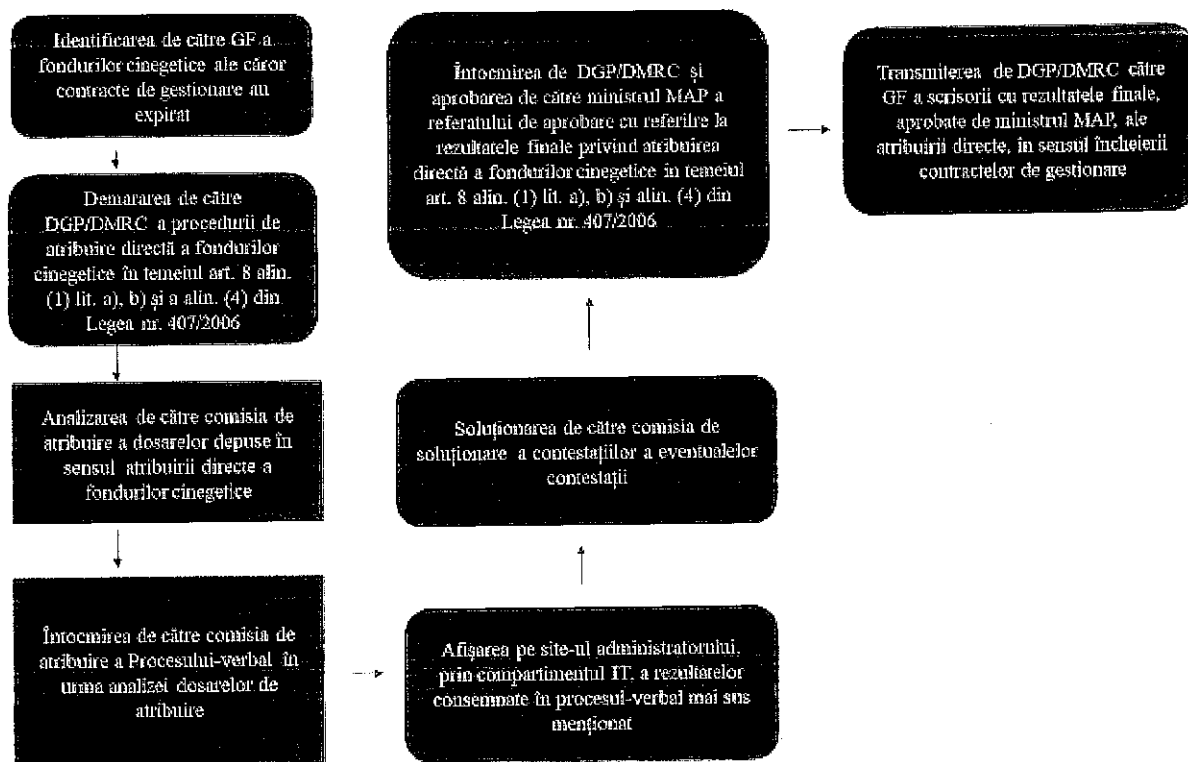 Identificarea de către GF a
fondurilor cinegetice ale căror
contracte de gestionare au
expirat
Demararea de către
DGP/DMRC a procedurii de
atribuire directă a fondurilor
cinegetice în temeiul art. 8 alin.
(1) lit. a), b) și a alin. (4) din
Legea nr. 407/2006
Analizarea de către comisia de
atribuire a dosarelor depuse în
sensul atribuirii directe a
fondurilor cinegetice
Întocmirea de către comisia de
atribuire a Procesului-verbal în
urma analizei dosarelor de
atribuire
Afișarea pe site-ul administratorului,
prin compartimentul IT, a rezultatelor
consemnate în procesul-verbal mai sus
menționat
Soluționarea de către comisia de
soluționare a contestațiilor a eventualelor
contestații
Întocmirea de DGP/DMRC și
aprobarea de către ministrul MAP a
referatului de aprobare cu referire la
rezultatele finale privind atribuirea
directă a fondurilor cinegetice în temeiul
art. 8 alin. (1) lit. a), b) și alin. (4) din
Legea nr. 407/2006
Transmiterea de DGP/DMRC către
GF a scrisorii cu rezultatele finale,
aprobate de ministrul MAP, ale
atribuirii directe, în sensul încheierii
contractelor de gestionare